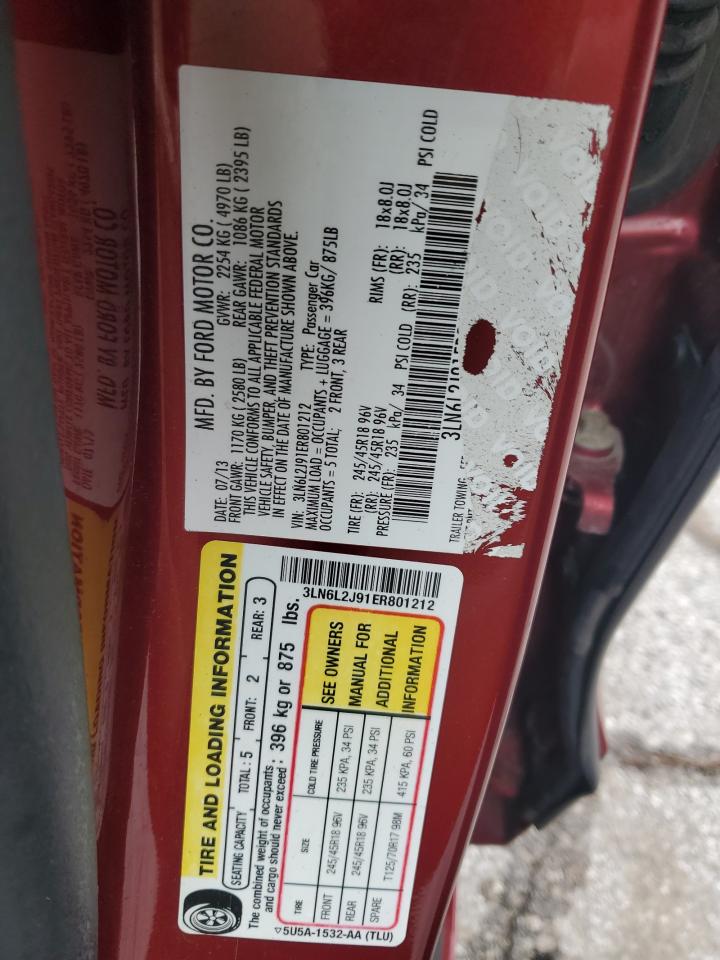 MFD. BY FORD MOTOR CO.
DATE: 07/13 GVWR: 2254 KG ( 4970 LB)
FRONT GAWR: 1170 KG ( 2580 LB) REAR GAWR: 1086 KG ( 2395 LB)
THIS VEHICLE CONFORMS TO ALL APPLICABLE FEDERAL MOTOR
VEHICLE SAFETY, BUMPER, AND THEFT PREVENTION STANDARDS
IN EFFECT ON THE DATE OF MANUFACTURE SHOWN ABOVE.
VIN: 3LN6L2J91ER801212 TYPE: Passenger Car
MAXIMUM LOAD = OCCUPANTS + LUGGAGE = 396KG/ 875LB
OCCUPANTS = 5 TOTAL; 2 FRONT, 3 REAR
TIRE (FR): 245/45R18 96V RIMS (FR): 18x8.0J
(RR): 245/45R18 96V (RR): 18x8.0J
PRESSURE (FR): 235 kPa/ 34 PSI COLD (RR): 235 kPa/ 34 PSI COLD
TRAILER TOWING
VOID VOID VOID
TIRE AND LOADING INFORMATION
SEATING CAPACITY TOTAL: 5 FRONT: 2 REAR: 3
The combined weight of occupants
and cargo should never exceed: 396 kg or 875 lbs.
3LN6L2J91ER801212
TIRE SIZE COLD TIRE PRESSURE
FRONT 245/45R18 96V 235 KPA, 34 PSI
REAR 245/45R18 96V 235 KPA, 34 PSI
SPARE T125/70R17 98M 415 KPA, 60 PSI
SEE OWNERS
MANUAL FOR
ADDITIONAL
INFORMATION
5U5A-1532-AA (TLU)